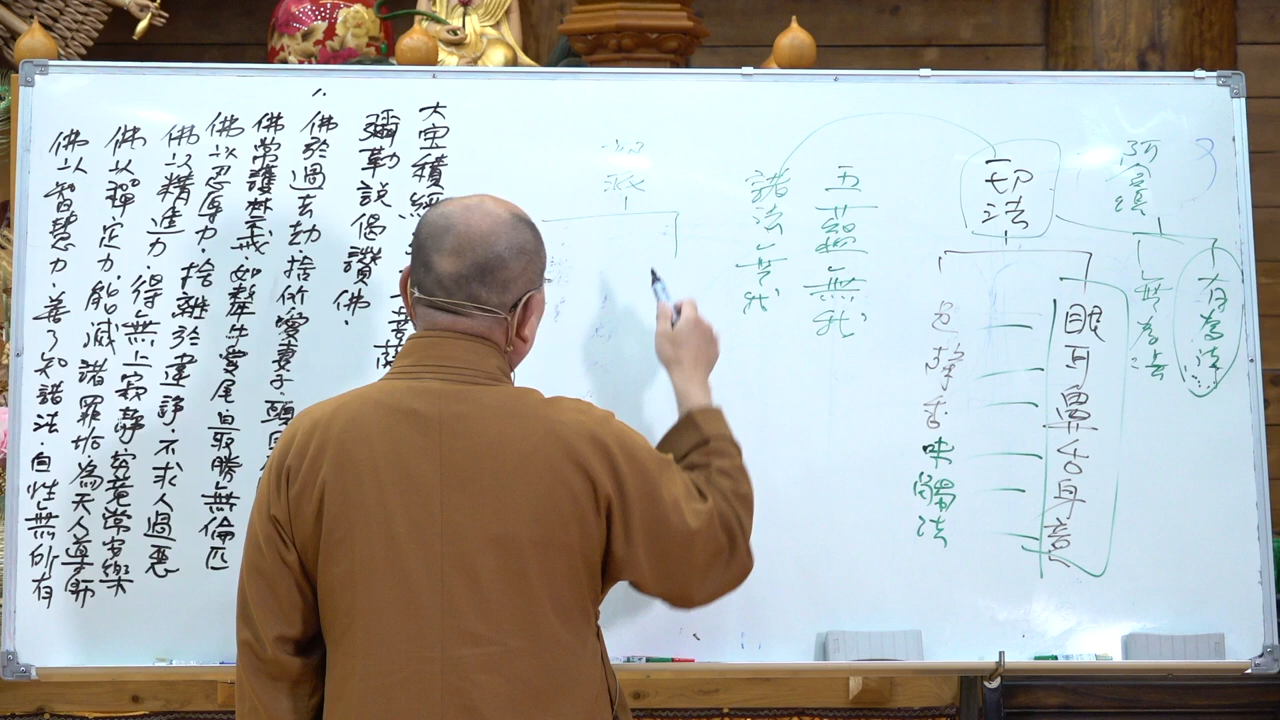 阿含
有為法
無為法
一切法
眼耳鼻舌身意
色聲香味觸法
五蘊無我
諸法無我
大宝積經
彌勒說偈讚佛.
佛於過去劫.捨所愛妻子.頭目
佛常護禁戒.如犛牛愛尾.最勝無倫匹
佛以忍辱力.捨離於違諍.不求人過惡
佛以精進力.得無上寂靜.究竟常安樂
佛以禪定力.能滅諸罪垢.為天人導師
佛以智慧力.善了知諸法.自性無所有